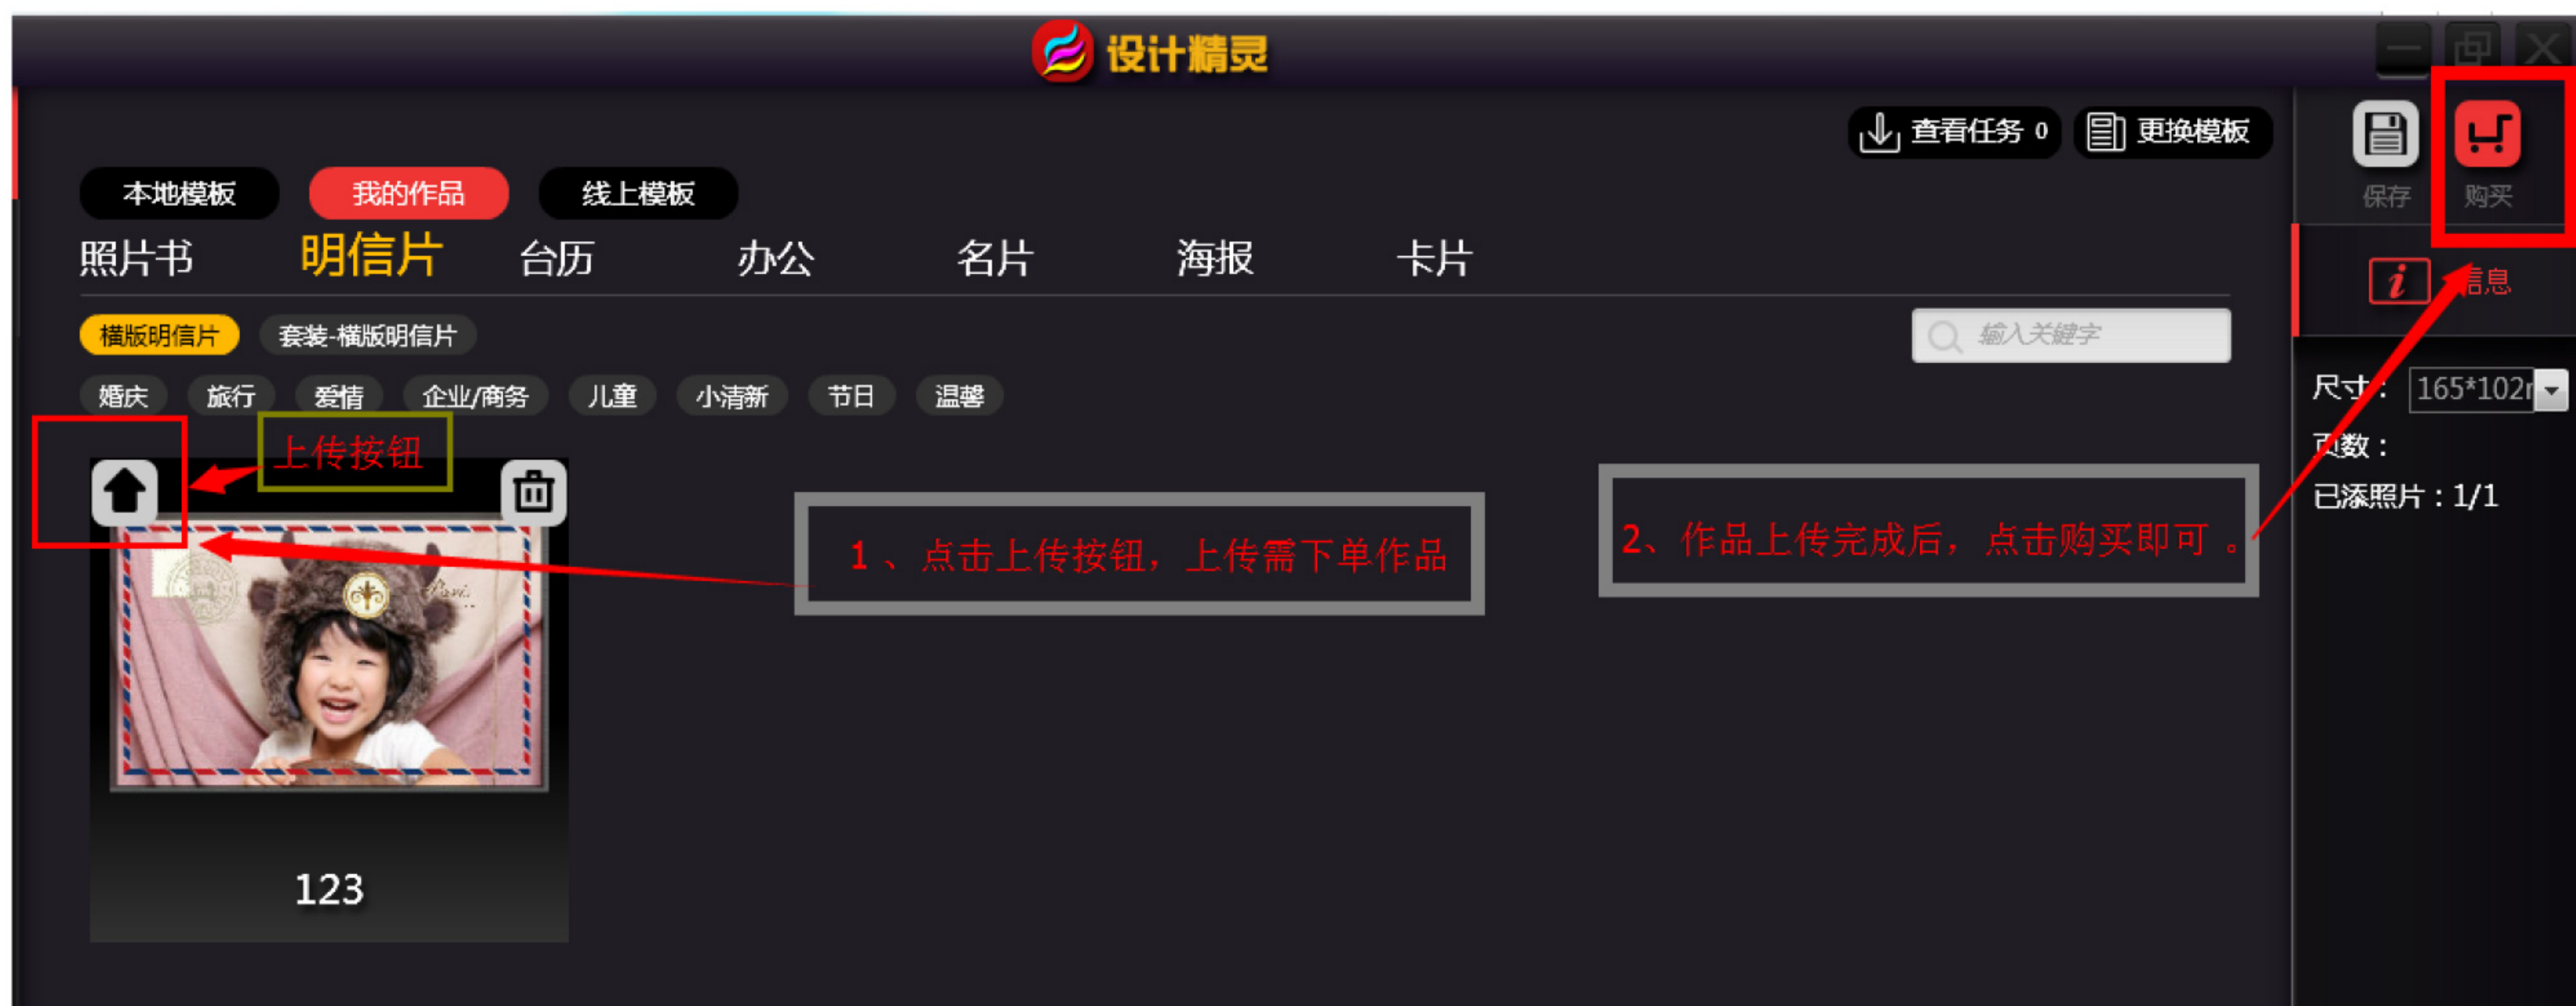 设计精灵
查看任务 0
更换模板
保存
购买
本地模板
我的作品
线上模板
照片书
明信片
台历
办公
名片
海报
卡片
信息
横版明信片
套装-横版明信片
输入关键字
婚庆
旅行
爱情
企业/商务
儿童
小清新
节日
温馨
尺寸：
165*102r
页数：
已添照片：1/1
上传按钮
1、点击上传按钮，上传需下单作品
2、作品上传完成后，点击购买即可。
Paris
123